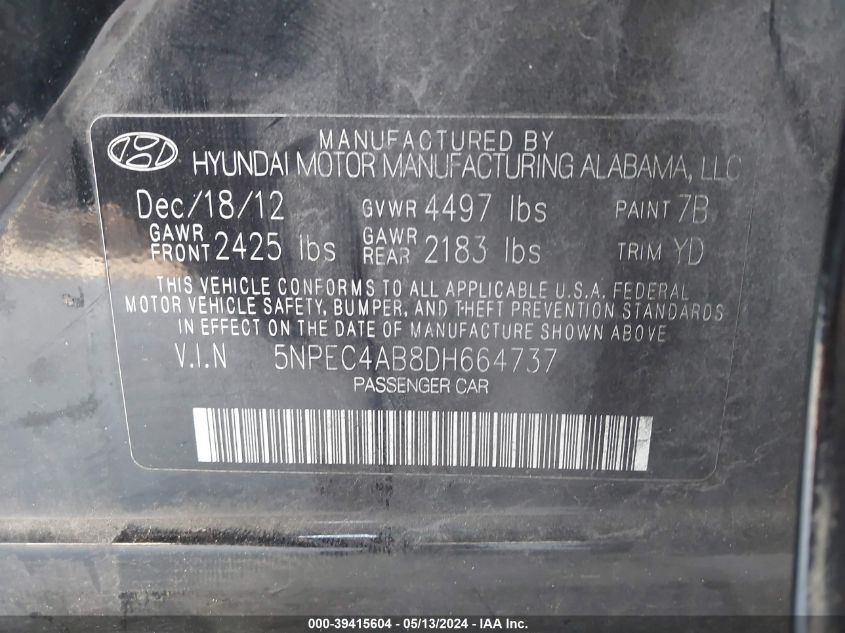 MANUFACTURED BY
HYUNDAI MOTOR MANUFACTURING ALABAMA, LLC
Dec/18/12 GVWR 4497 lbs PAINT 7B
GAWR FRONT 2425 lbs GAWR REAR 2183 lbs TRIM YD
THIS VEHICLE CONFORMS TO ALL APPLICABLE U.S.A. FEDERAL
MOTOR VEHICLE SAFETY, BUMPER, AND THEFT PREVENTION STANDARDS
IN EFFECT ON THE DATE OF MANUFACTURE SHOWN ABOVE
V.I.N 5NPEC4AB8DH664737
PASSENGER CAR
000-39415604 - 05/13/2024 - IAA Inc.